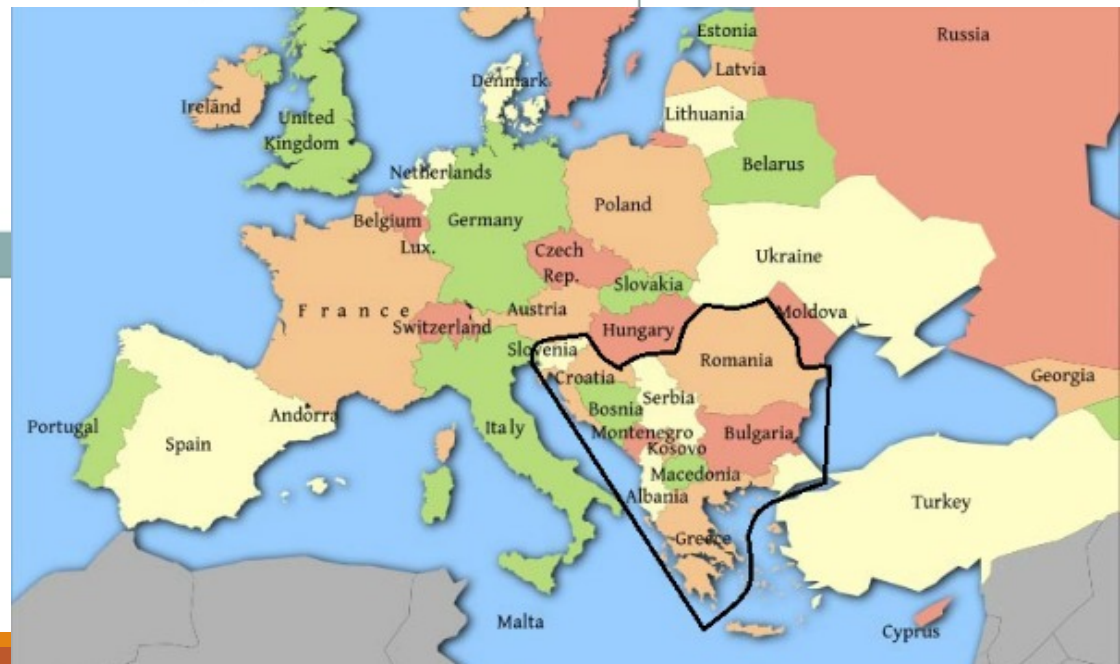 Estonia
Russia
Latvia
Denmark
Ireland
Lithuania
United
Kingdom
Belarus
Netherlands
Poland
Belgium
Germany
Lux.
Czech
Rep.
Ukraine
Slovakia
France
Austria
Switzerland
Hungary
Moldova
Slovenia
Romania
Croatia
Georgia
Serbia
Bosnia
Andorra
Portugal
Spain
Italy
Montenegro
Bulgaria
Kosovo
Macedonia
Albania
Turkey
Greece
Malta
Cyprus